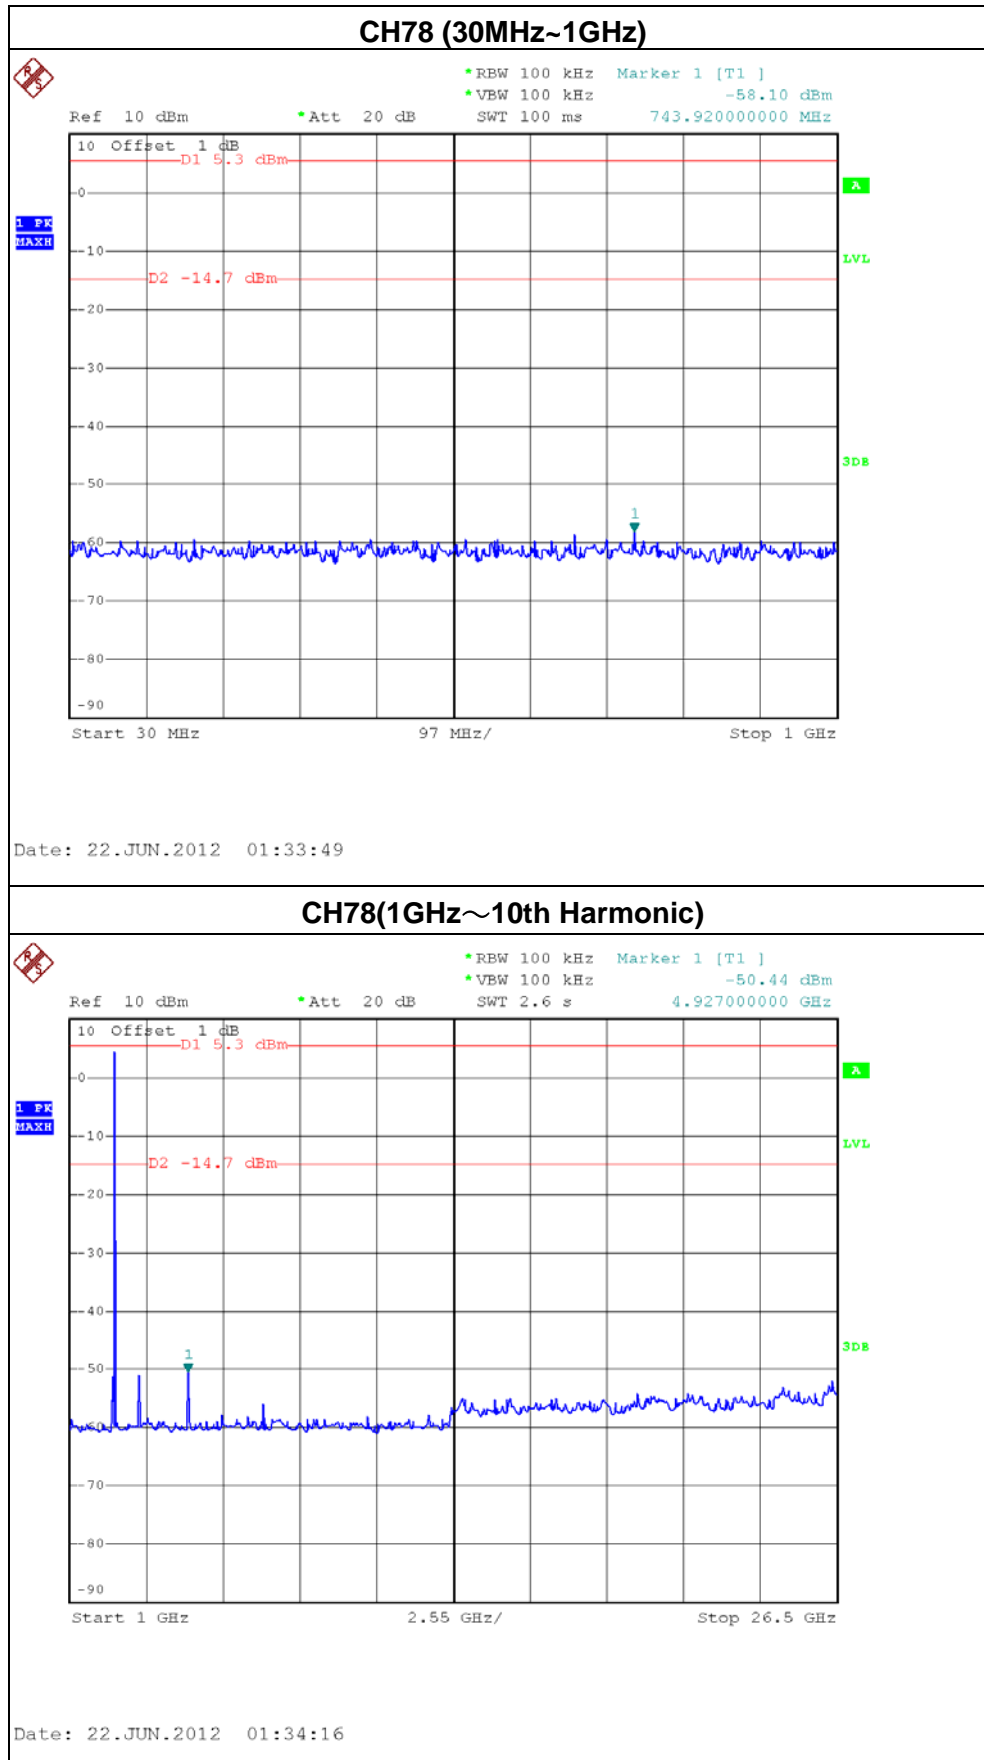 CH78 (30MHz~1GHz)
R/S
*RBW 100 kHz Marker 1 [T1 ]
*VBW 100 kHz -58.10 dBm
Ref 10 dBm *Att 20 dB SWT 100 ms 743.920000000 MHz
10 Offset 1 dB
D1 5.3 dBm
0
A
1 PK
MAXH
-10
LVL
D2 -14.7 dBm
-20
-30
-40
3DB
-50
1
-60
-70
-80
-90
Start 30 MHz 97 MHz/ Stop 1 GHz
Date: 22.JUN.2012 01:33:49
CH78(1GHz~10th Harmonic)
R/S
*RBW 100 kHz Marker 1 [T1 ]
*VBW 100 kHz -50.44 dBm
Ref 10 dBm *Att 20 dB SWT 2.6 s 4.927000000 GHz
10 Offset 1 dB
D1 5.3 dBm
0
A
1 PK
MAXH
-10
LVL
D2 -14.7 dBm
-20
-30
-40
3DB
1
-50
-60
-70
-80
-90
Start 1 GHz 2.55 GHz/ Stop 26.5 GHz
Date: 22.JUN.2012 01:34:16